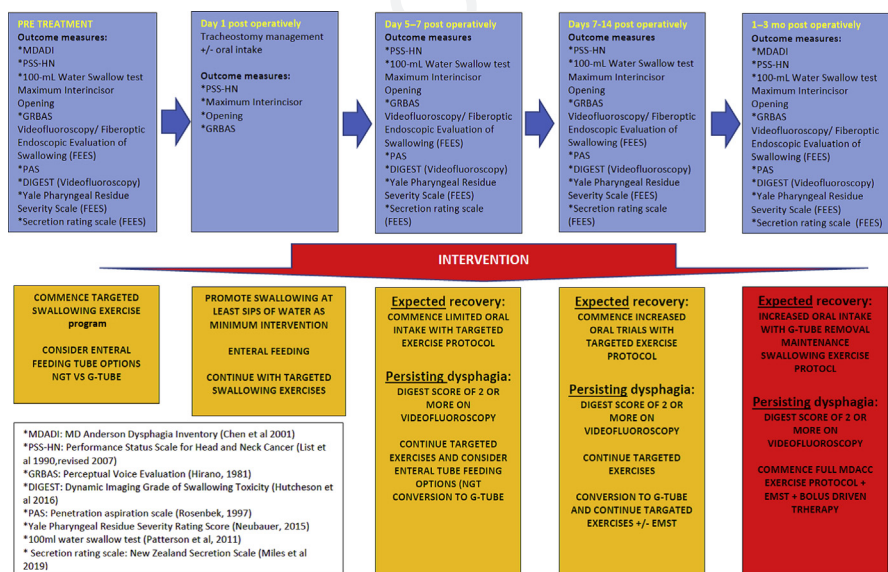 PRE TREATMENT
Outcome measures:
*MDADI
*PSS-HN
*100-mL Water Swallow test
Maximum Interincisor
Opening
*GRBAS
Videofluoroscopy/ Fiberoptic
Endoscopic Evaluation of
Swallowing (FEES)
*PAS
*DIGEST (Videofluoroscopy)
*Yale Pharyngeal Residue
Severity Scale (FEES)
*Secretion rating scale (FEES)
Day 1 post operatively
Tracheostomy management
+/- oral intake
Outcome measures:
*PSS-HN
*Maximum Interincisor
*Opening
*GRBAS
Day 5–7 post operatively
Outcome measures
*PSS-HN
*100-mL Water Swallow test
Maximum Interincisor
Opening
*GRBAS
Videofluoroscopy/ Fiberoptic
Endoscopic Evaluation of
Swallowing (FEES)
*PAS
*DIGEST (Videofluoroscopy)
*Yale Pharyngeal Residue
Severity Scale (FEES)
*Secretion rating scale
(FEES)
Days 7-14 post operatively
Outcome measures
*PSS-HN
*100-mL Water Swallow test
Maximum Interincisor
Opening
*GRBAS
Videofluoroscopy/ Fiberoptic
Endoscopic Evaluation of
Swallowing (FEES)
*PAS
*DIGEST (Videofluoroscopy)
*Yale Pharyngeal Residue
Severity Scale (FEES)
*Secretion rating scale
(FEES)
1–3 mo post operatively
Outcome measures:
*MDADI
*PSS-HN
*100-mL Water Swallow test
Maximum Interincisor
Opening
*GRBAS
Videofluoroscopy/ Fiberoptic
Endoscopic Evaluation of
Swallowing (FEES)
*PAS
*DIGEST (Videofluoroscopy)
*Yale Pharyngeal Residue
Severity Scale (FEES)
*Secretion rating scale (FEES)
INTERVENTION
COMMENCE TARGETED
SWALLOWING EXERCISE
program
CONSIDER ENTERAL
FEEDING TUBE OPTIONS
NGT VS G-TUBE
PROMOTE SWALLOWING AT
LEAST SIPS OF WATER AS
MINIMUM INTERVENTION
ENTERAL FEEDING
CONTINUE WITH TARGETED
SWALLOWING EXERCISES
Expected recovery:
COMMENCE LIMITED ORAL
INTAKE WITH TARGETED
EXERCISE PROTOCOL
Persisting dysphagia:
DIGEST SCORE OF 2 OR
MORE ON
VIDEOFLUOROSCOPY
CONTINUE TARGETED
EXERCISES AND CONSIDER
ENTERAL TUBE FEEDING
OPTIONS (NGT
CONVERSION TO G-TUBE
Expected recovery:
COMMENCE INCREASED
ORAL TRIALS WITH
TARGETED EXERCISE
PROTOCOL
Persisting dysphagia:
DIGEST SCORE OF 2 OR
MORE ON
VIDEOFLUOROSCOPY
CONTINUE TARGETED
EXERCISES
CONVERSION TO G-TUBE
AND CONTINUE TARGATED
EXERCISES +/- EMST
Expected recovery:
INCREASED ORAL INTAKE
WITH G-TUBE REMOVAL
MAINTENANCE
SWALLOWING EXERCISE
PROTOCL
Persisting dysphagia:
DIGEST SCORE OF 2 OR
MORE ON
VIDEOFLUOROSCOPY
COMMENCE FULL MDACC
EXERCISE PROTOCOL +
EMST + BOLUS DRIVEN
TRHERAPY
*MDADI: MD Anderson Dysphagia Inventory (Chen et al 2001)
*PSS-HN: Performance Status Scale for Head and Neck Cancer (List et
al 1990,revised 2007)
*GRBAS: Perceptual Voice Evaluation (Hirano, 1981)
*DIGEST: Dynamic Imaging Grade of Swallowing Toxicity (Hutcheson et
al 2016)
*PAS: Penetration aspiration scale (Rosenbek, 1997)
*Yale Pharyngeal Residue Severity Rating Score (Neubauer, 2015)
*100ml water swallow test (Patterson et al, 2011)
* Secretion rating scale: New Zealand Secretion Scale (Miles et al
2019)